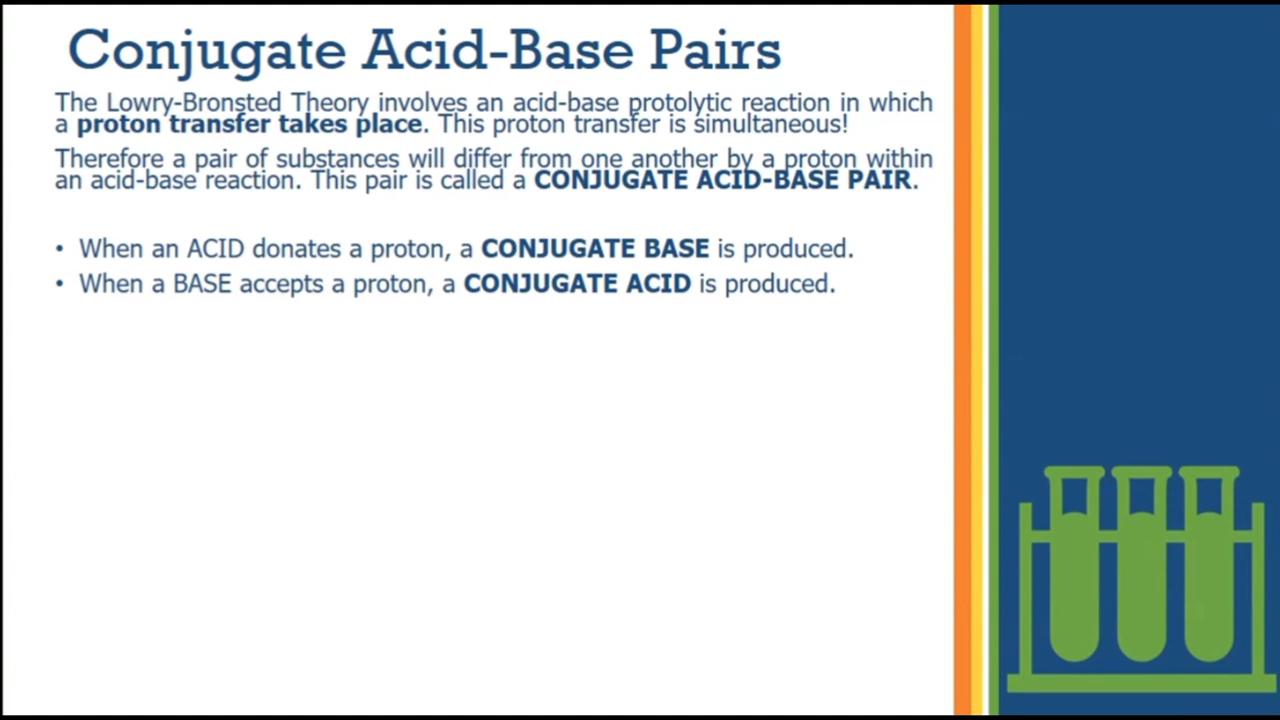 Conjugate Acid-Base Pairs
The Lowry-Bronsted Theory involves an acid-base protolytic reaction in which
a proton transfer takes place. This proton transfer is simultaneous!
Therefore a pair of substances will differ from one another by a proton within
an acid-base reaction. This pair is called a CONJUGATE ACID-BASE PAIR.
• When an ACID donates a proton, a CONJUGATE BASE is produced.
• When a BASE accepts a proton, a CONJUGATE ACID is produced.